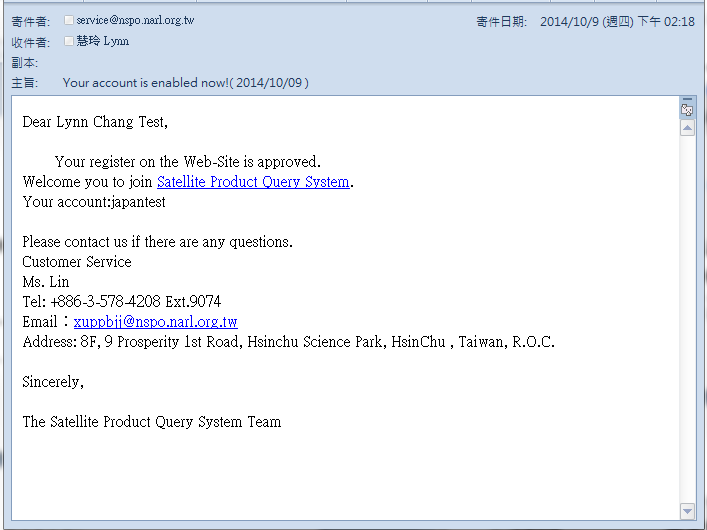 寄件者: service@nspo.narl.org.tw 寄件日期: 2014/10/9 (週四) 下午 02:18
收件者: 慧玲 Lynn
副本:
主旨: Your account is enabled now!( 2014/10/09 )
Dear Lynn Chang Test,
Your register on the Web-Site is approved.
Welcome you to join Satellite Product Query System.
Your account:japantest
Please contact us if there are any questions.
Customer Service
Ms. Lin
Tel: +886-3-578-4208 Ext.9074
Email：xuppbjj@nspo.narl.org.tw
Address: 8F, 9 Prosperity 1st Road, Hsinchu Science Park, HsinChu , Taiwan, R.O.C.
Sincerely,
The Satellite Product Query System Team